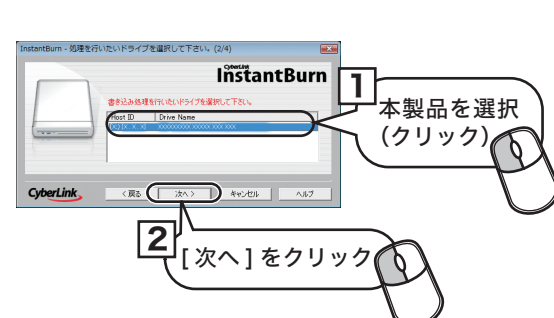 InstantBurn - 処理を行いたいドライブを選択して下さい。(2/4)
CyberLink
InstantBurn
書き込み処理を行いたいドライブを選択して下さい。
Host ID Drive Name
(X:)[X, X, X] XXXXXXXXX XXXXX XXX XXX
1
本製品を選択
(クリック)
CyberLink
< 戻る 次へ > キャンセル ヘルプ
2
[ 次へ ] をクリック